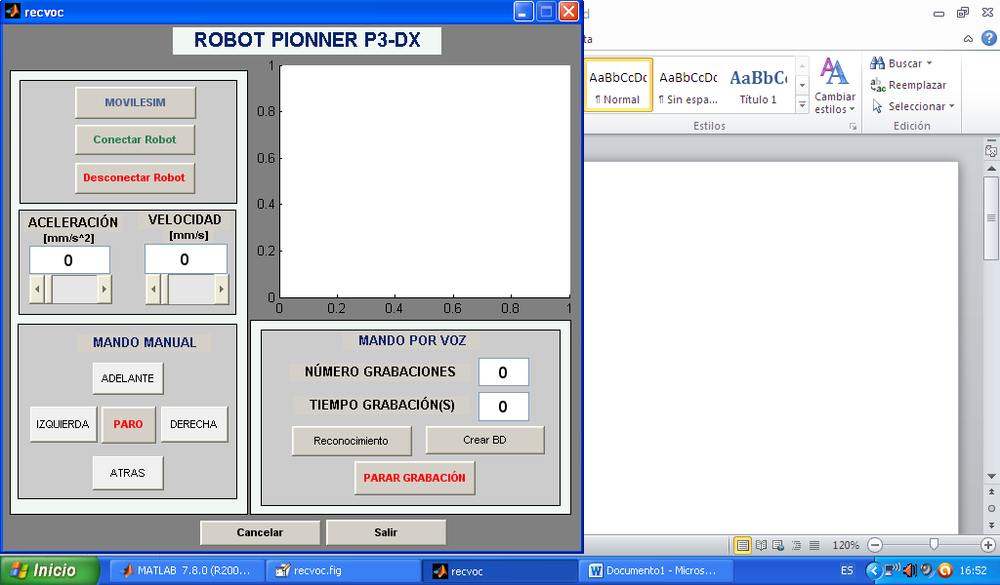 recvoc
ROBOT PIONNER P3-DX
MOVILESIM
Conectar Robot
Desconectar Robot
ACELERACIÓN
[mm/s^2]
0
VELOCIDAD
[mm/s]
0
MANDO MANUAL
ADELANTE
IZQUIERDA
PARO
DERECHA
ATRAS
1
0.8
0.6
0.4
0.2
0
0 0.2 0.4 0.6 0.8 1
MANDO POR VOZ
NÚMERO GRABACIONES 0
TIEMPO GRABACIÓN(S) 0
Reconocimiento
Crear BD
PARAR GRABACIÓN
Cancelar
Salir
d
ta
AaBbCcDc
¶ Normal
AaBbCcDc
¶ Sin espa...
AaBbC
Título 1
Cambiar
estilos
Estilos
Buscar
Reemplazar
Seleccionar
Edición
120%
Inicio
MATLAB 7.8.0 (R200...
recvoc.fig
recvoc
Documento1 - Micros...
ES
16:52